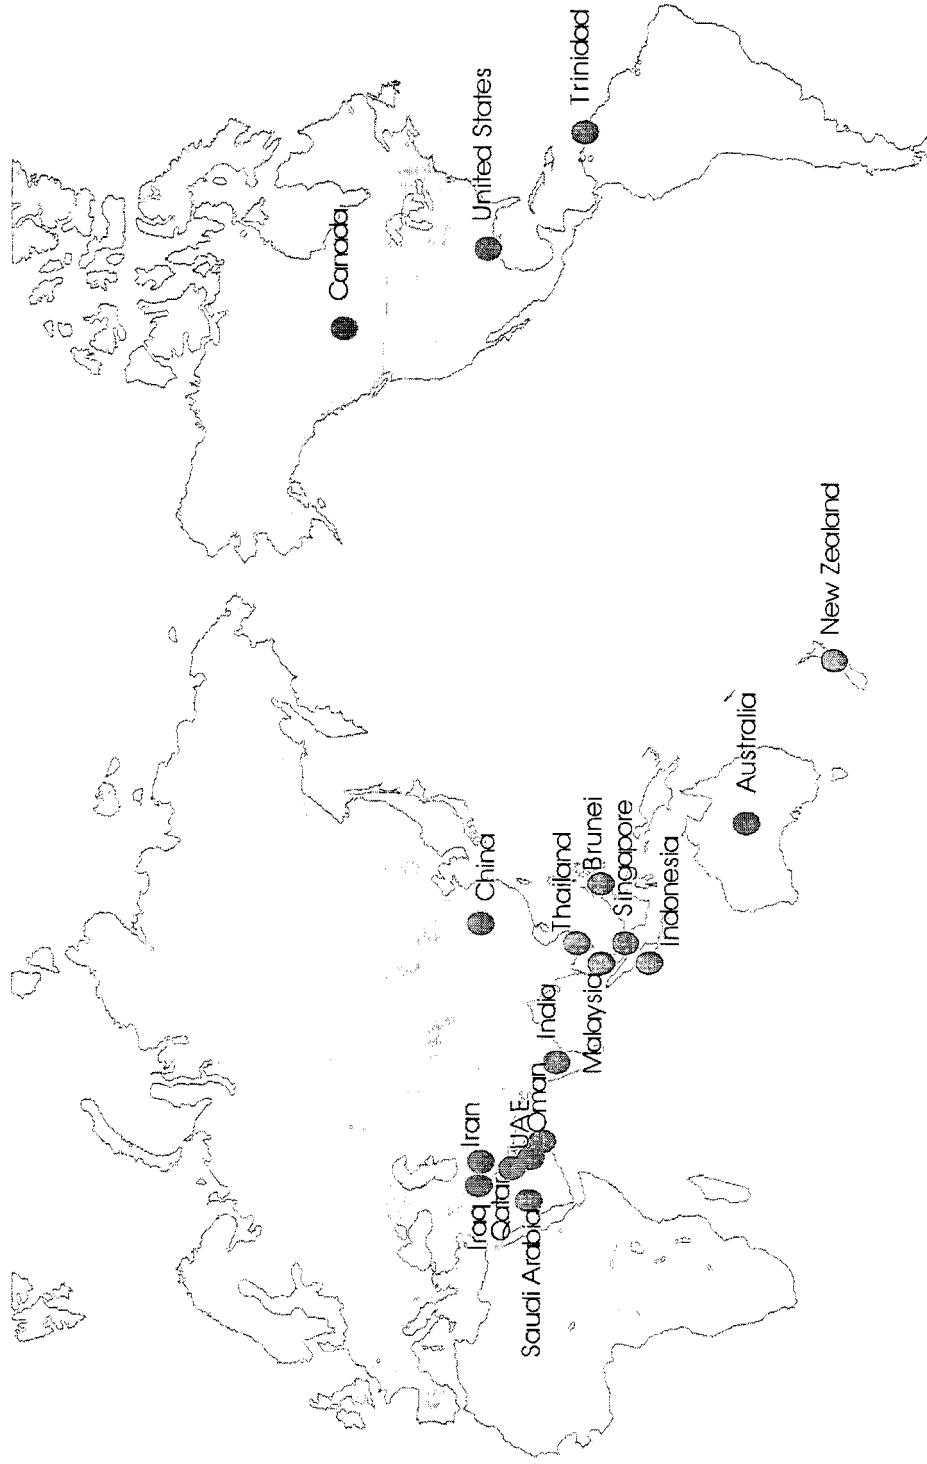 Canada
United States
Trinidad
China
Thailand
Brunei
Singapore
Indonesia
Malaysia
India
Iran
Iraq
Qatar
UAE
Oman
Saudi Arabia
Australia
New Zealand